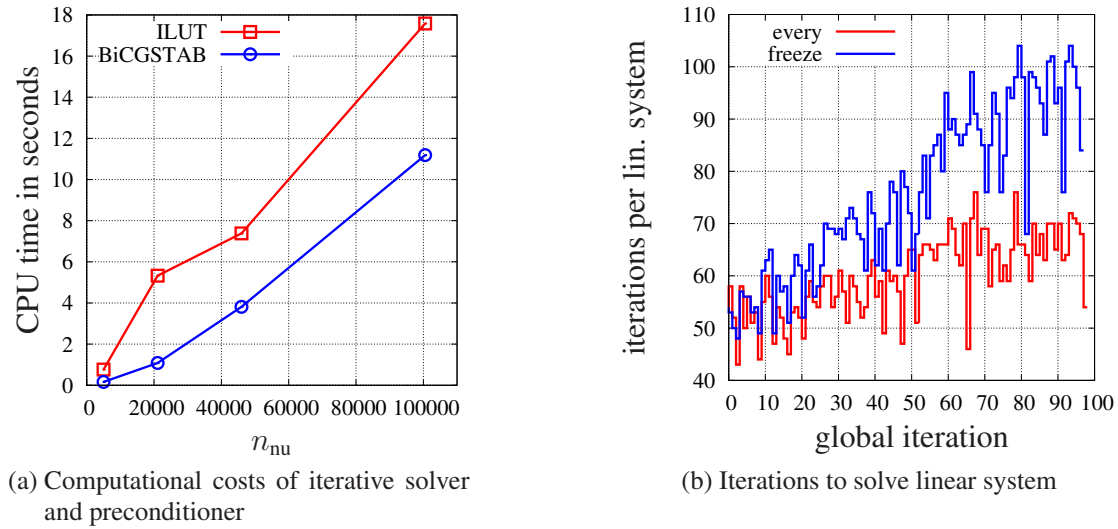 CPU time in seconds
18
16
14
12
10
8
6
4
2
0
ILUT
BiCGSTAB
0 20000 40000 60000 80000 100000
n_nu
(a) Computational costs of iterative solver
and preconditioner
iterations per lin. system
110
100
90
80
70
60
50
40
every
freeze
0 10 20 30 40 50 60 70 80 90 100
global iteration
(b) Iterations to solve linear system